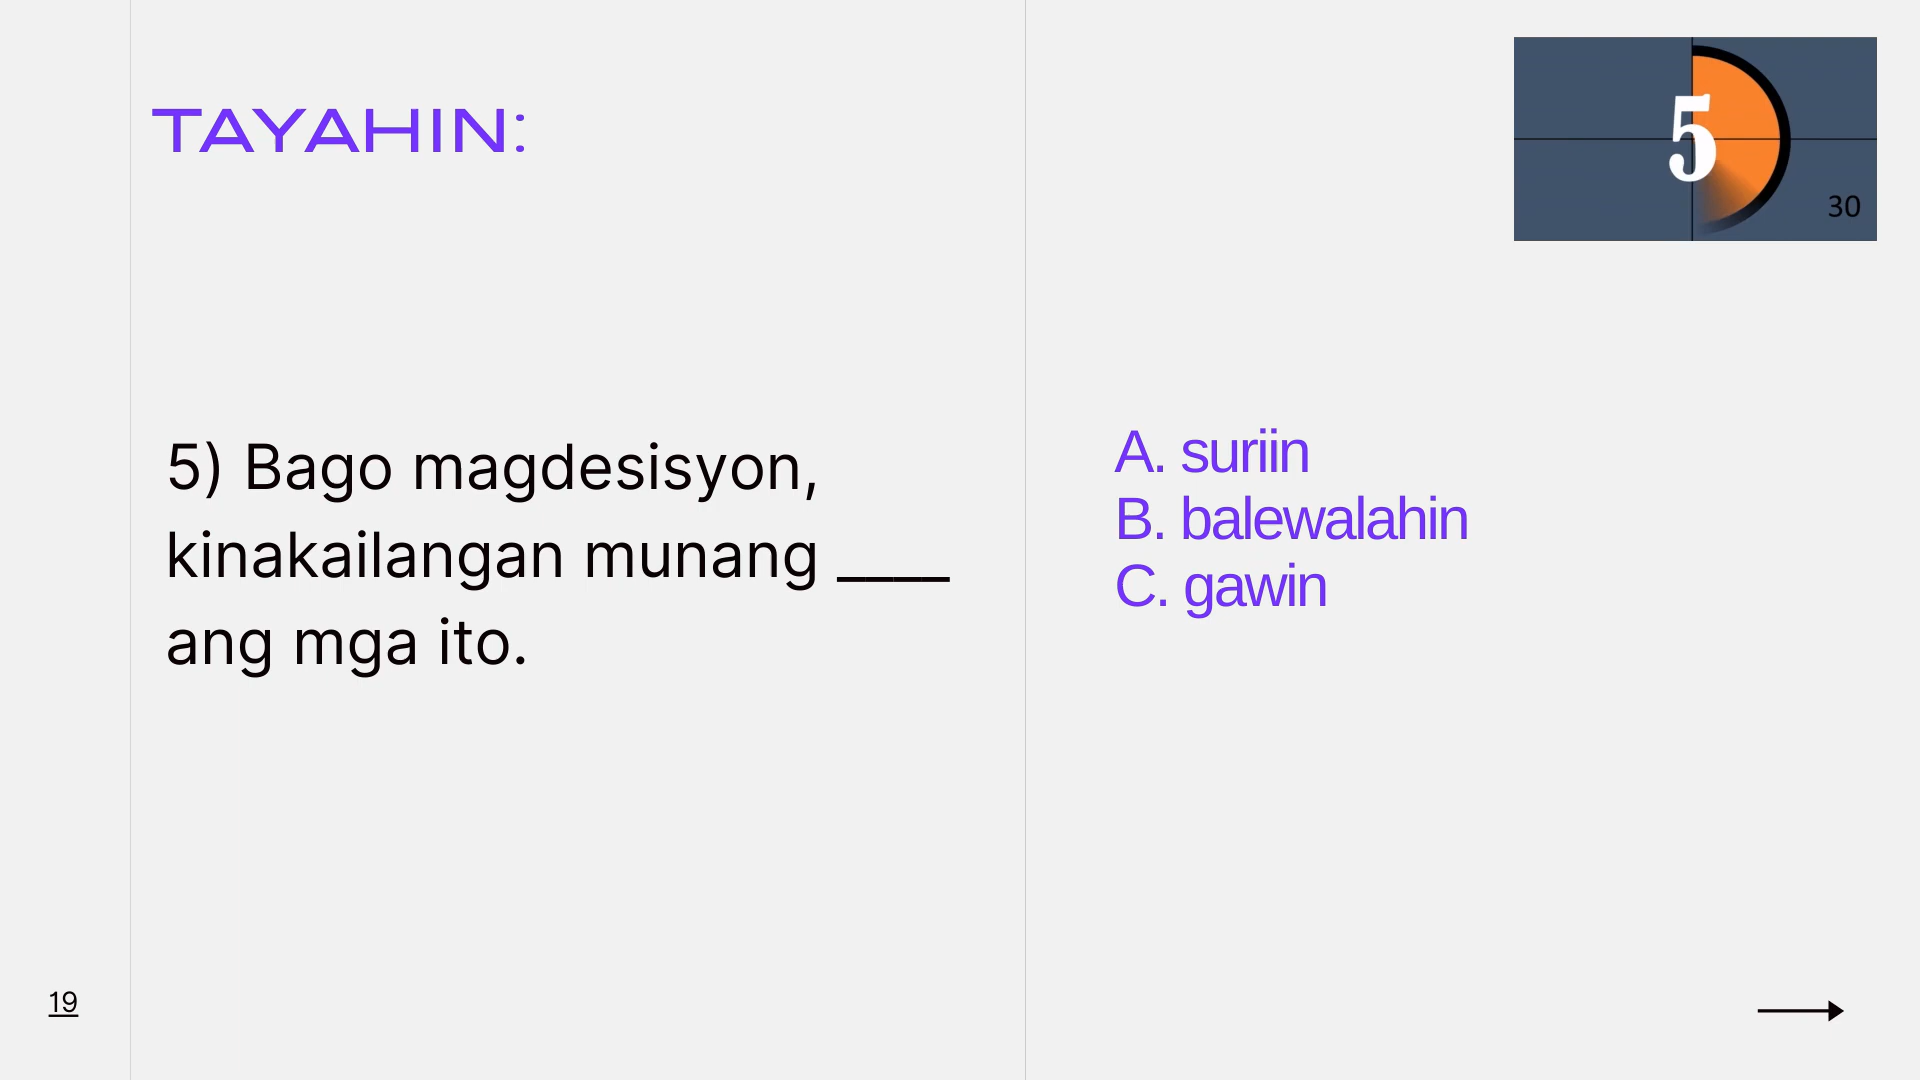 TAYAHIN:
5
30
5) Bago magdesisyon,
kinakailangan munang ____
ang mga ito.
A. suriin
B. balewalahin
C. gawin
19